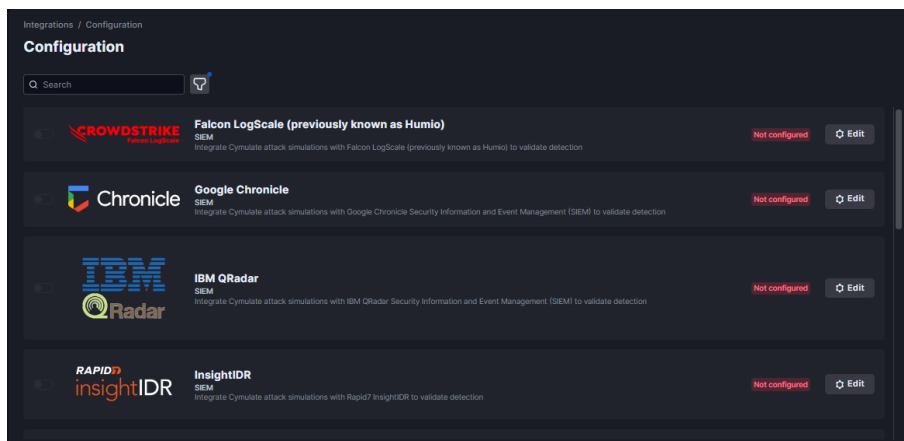 Integrations / Configuration
Configuration
Search
CROWDSTRIKE
Falcon LogScale
Falcon LogScale (previously known as Humio)
SIEM
Integrate Cymulate attack simulations with Falcon LogScale (previously known as Humio) to validate detection
Not configured
Edit
Chronicle
Google Chronicle
SIEM
Integrate Cymulate attack simulations with Google Chronicle Security Information and Event Management (SIEM) to validate detection
Not configured
Edit
IBM
QRadar
IBM QRadar
SIEM
Integrate Cymulate attack simulations with IBM QRadar Security Information and Event Management (SIEM) to validate detection
Not configured
Edit
RAPID7
insightIDR
InsightIDR
SIEM
Integrate Cymulate attack simulations with Rapid7 InsightIDR to validate detection
Not configured
Edit